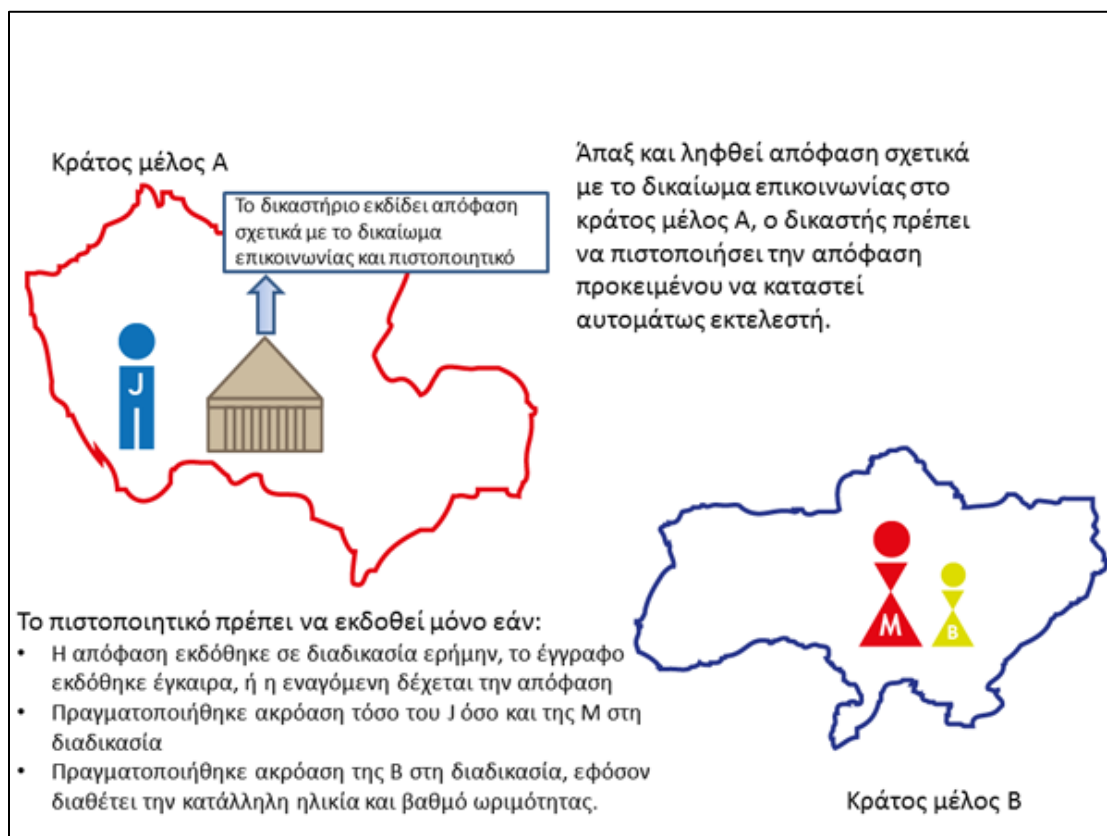 Κράτος μέλος Α
Το δικαστήριο εκδίδει απόφαση
σχετικά με το δικαίωμα
επικοινωνίας και πιστοποιητικό
J
Άπαξ και ληφθεί απόφαση σχετικά
με το δικαίωμα επικοινωνίας στο
κράτος μέλος Α, ο δικαστής πρέπει
να πιστοποιήσει την απόφαση
προκειμένου να καταστεί
αυτομάτως εκτελεστή.
M
B
Το πιστοποιητικό πρέπει να εκδοθεί μόνο εάν:
• Η απόφαση εκδόθηκε σε διαδικασία ερήμην, το έγγραφο
εκδόθηκε έγκαιρα, ή η εναγόμενη δέχεται την απόφαση
• Πραγματοποιήθηκε ακρόαση τόσο του J όσο και της M στη
διαδικασία
• Πραγματοποιήθηκε ακρόαση της Β στη διαδικασία, εφόσον
διαθέτει την κατάλληλη ηλικία και βαθμό ωριμότητας.
Κράτος μέλος Β